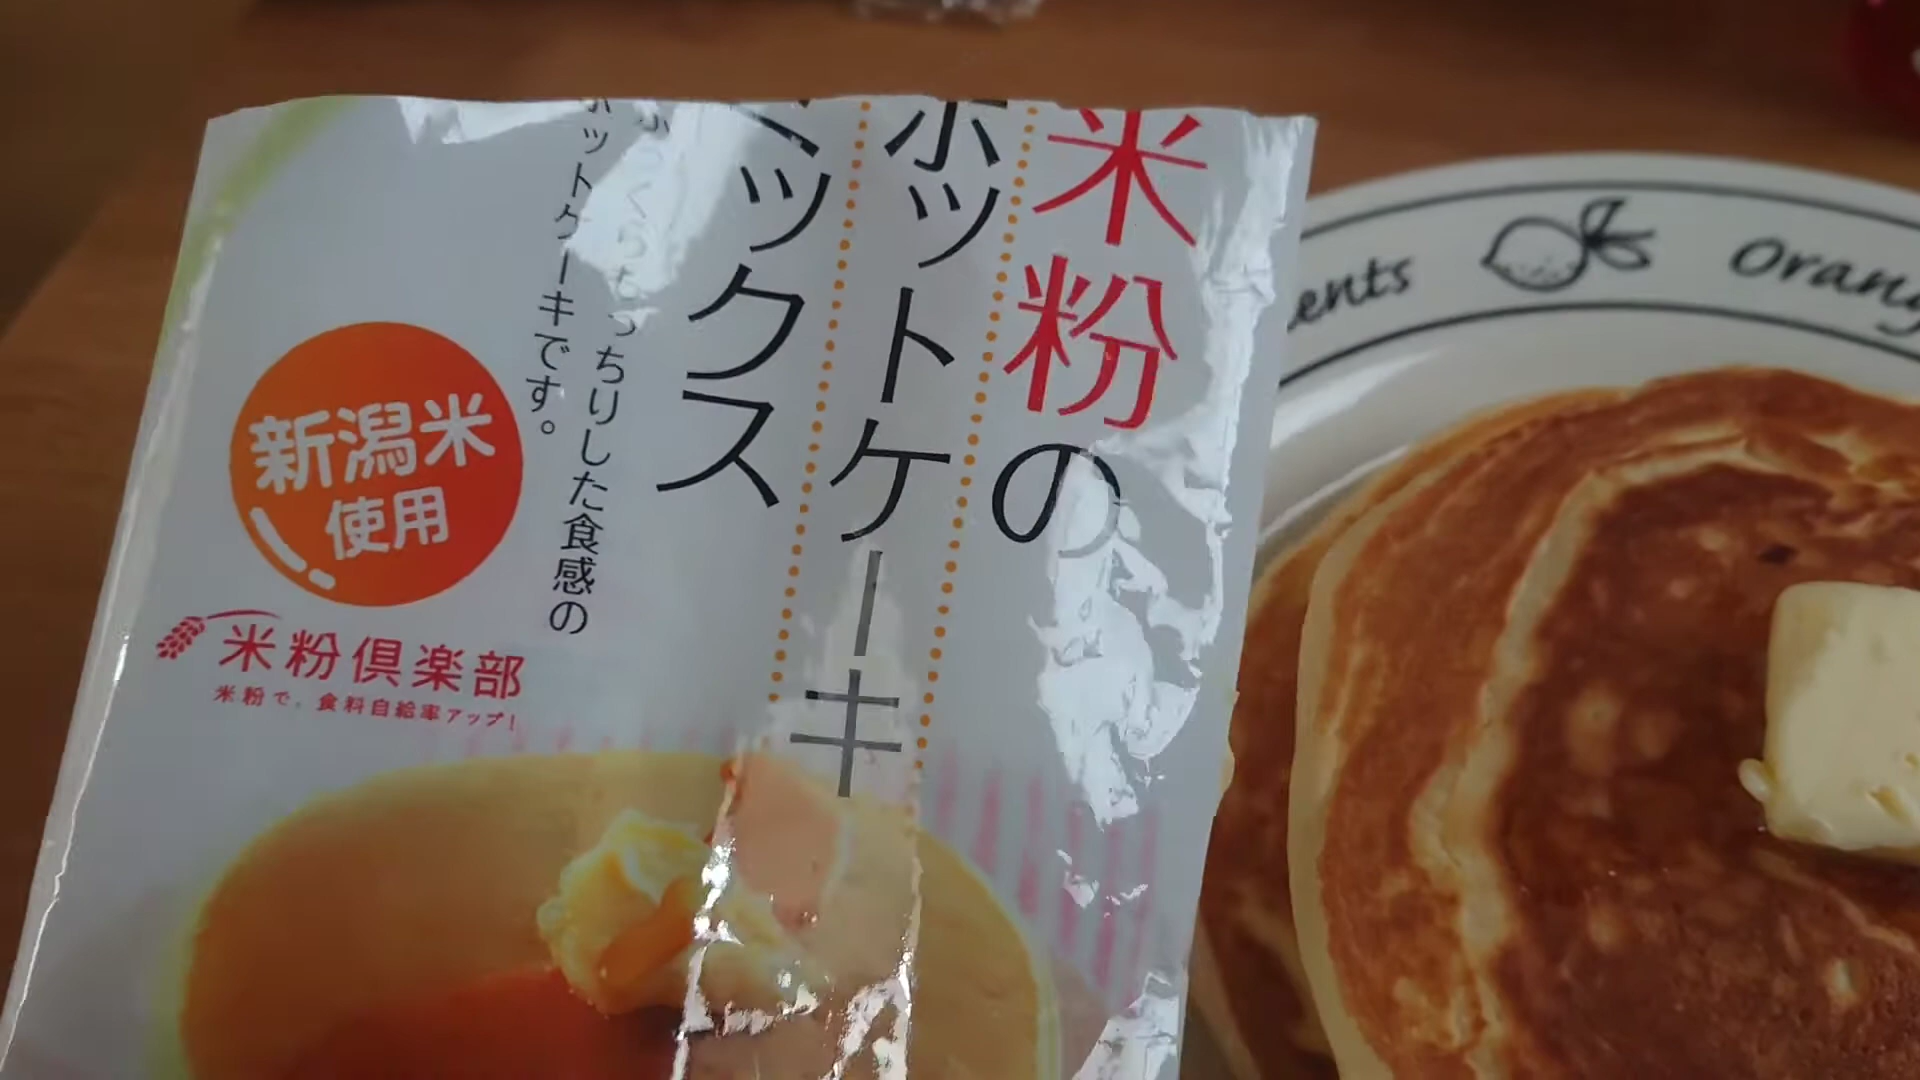 米粉の
ホットケーキ
ミックス
ふっくらもっちりした食感の
ホットケーキです。
新潟米
使用
米粉倶楽部
米粉で、食料自給率アップ!
ents
Orang